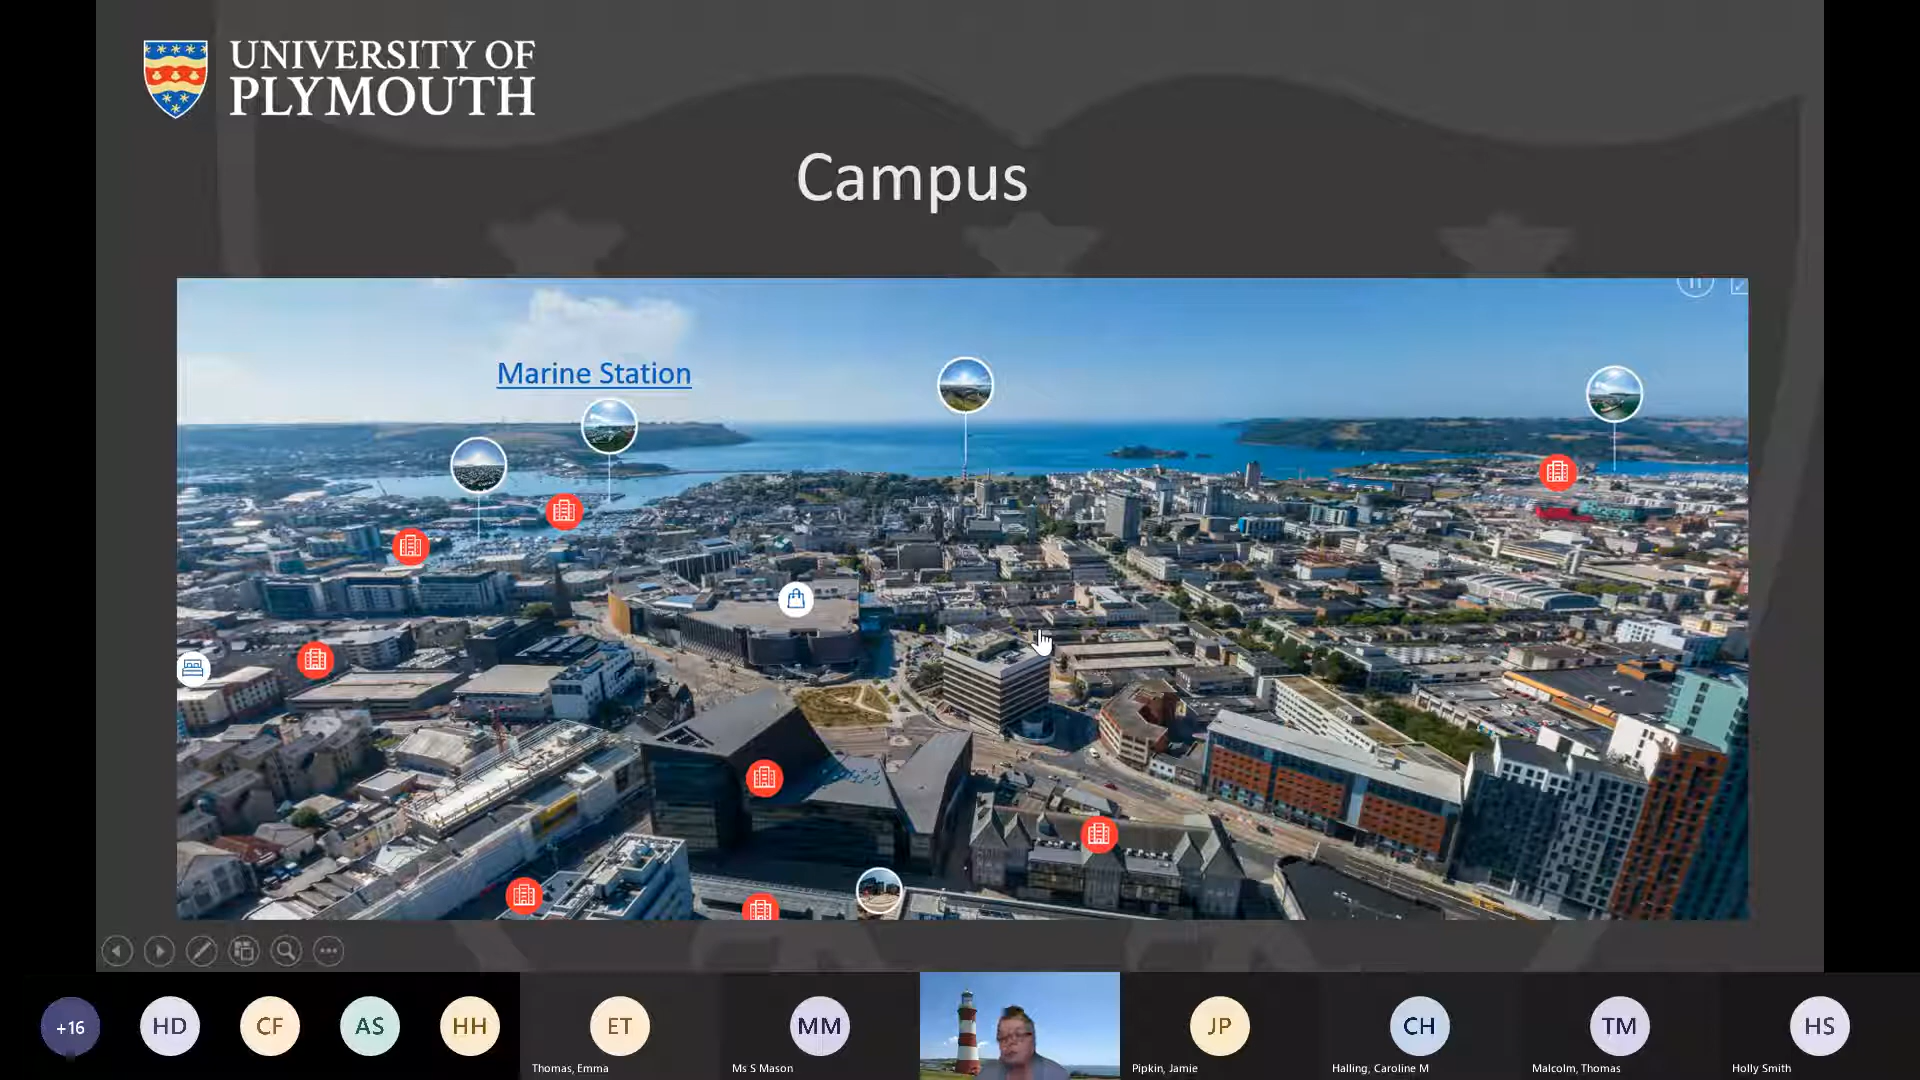 UNIVERSITY OF
PLYMOUTH
Campus
Marine Station
+16
HD
CF
AS
HH
ET
MM
JP
CH
TM
HS
Thomas, Emma
Ms S Mason
Pipkin, Jamie
Halling, Caroline M
Malcolm, Thomas
Holly Smith